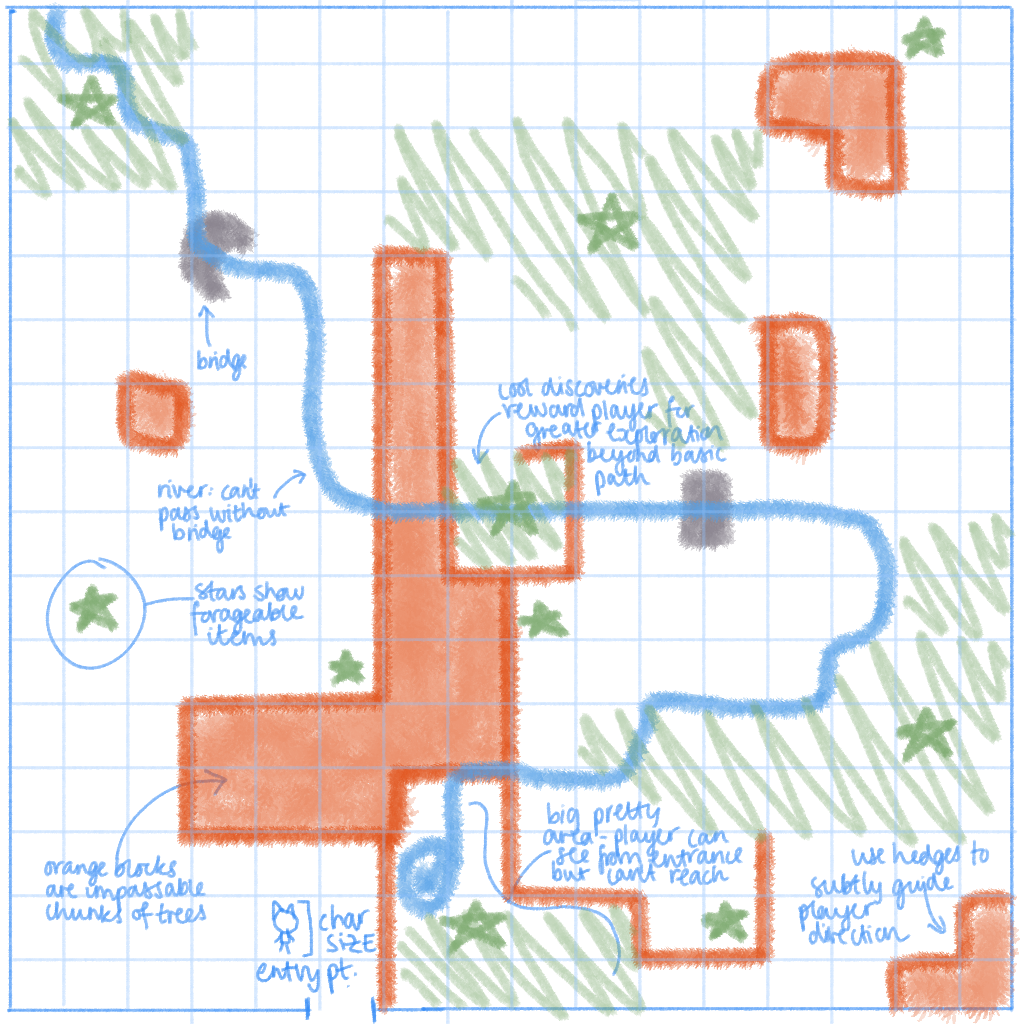 bridge
cool discoveries
reward player for
greater exploration
beyond basic
path
river: can't
pass without
bridge
stars show
forageable
items
big pretty
area - player can
see from entrance
but can't reach
orange blocks
are impassable
chunks of trees
use hedges to
subtly guide
player
direction
char
SIZE
entry pt.